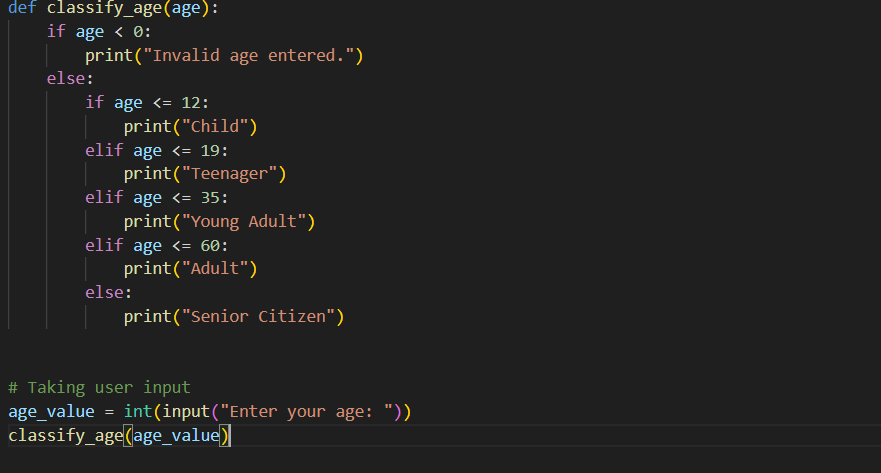 def classify_age(age):
    if age < 0:
        print("Invalid age entered.")
    else:
        if age <= 12:
            print("Child")
        elif age <= 19:
            print("Teenager")
        elif age <= 35:
            print("Young Adult")
        elif age <= 60:
            print("Adult")
        else:
            print("Senior Citizen")
# Taking user input
age_value = int(input("Enter your age: "))
classify_age(age_value)